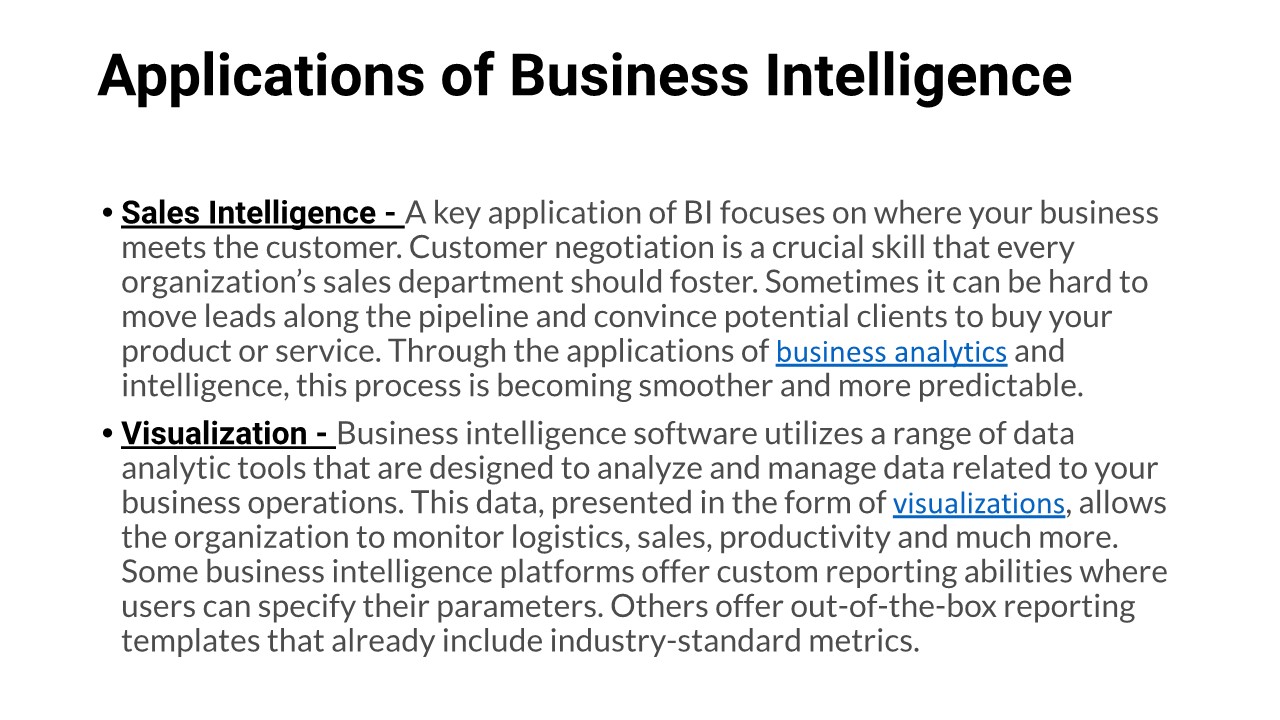 Applications of Business Intelligence
• Sales Intelligence - A key application of BI focuses on where your business
meets the customer. Customer negotiation is a crucial skill that every
organization’s sales department should foster. Sometimes it can be hard to
move leads along the pipeline and convince potential clients to buy your
product or service. Through the applications of business analytics and
intelligence, this process is becoming smoother and more predictable.
• Visualization - Business intelligence software utilizes a range of data
analytic tools that are designed to analyze and manage data related to your
business operations. This data, presented in the form of visualizations, allows
the organization to monitor logistics, sales, productivity and much more.
Some business intelligence platforms offer custom reporting abilities where
users can specify their parameters. Others offer out-of-the-box reporting
templates that already include industry-standard metrics.